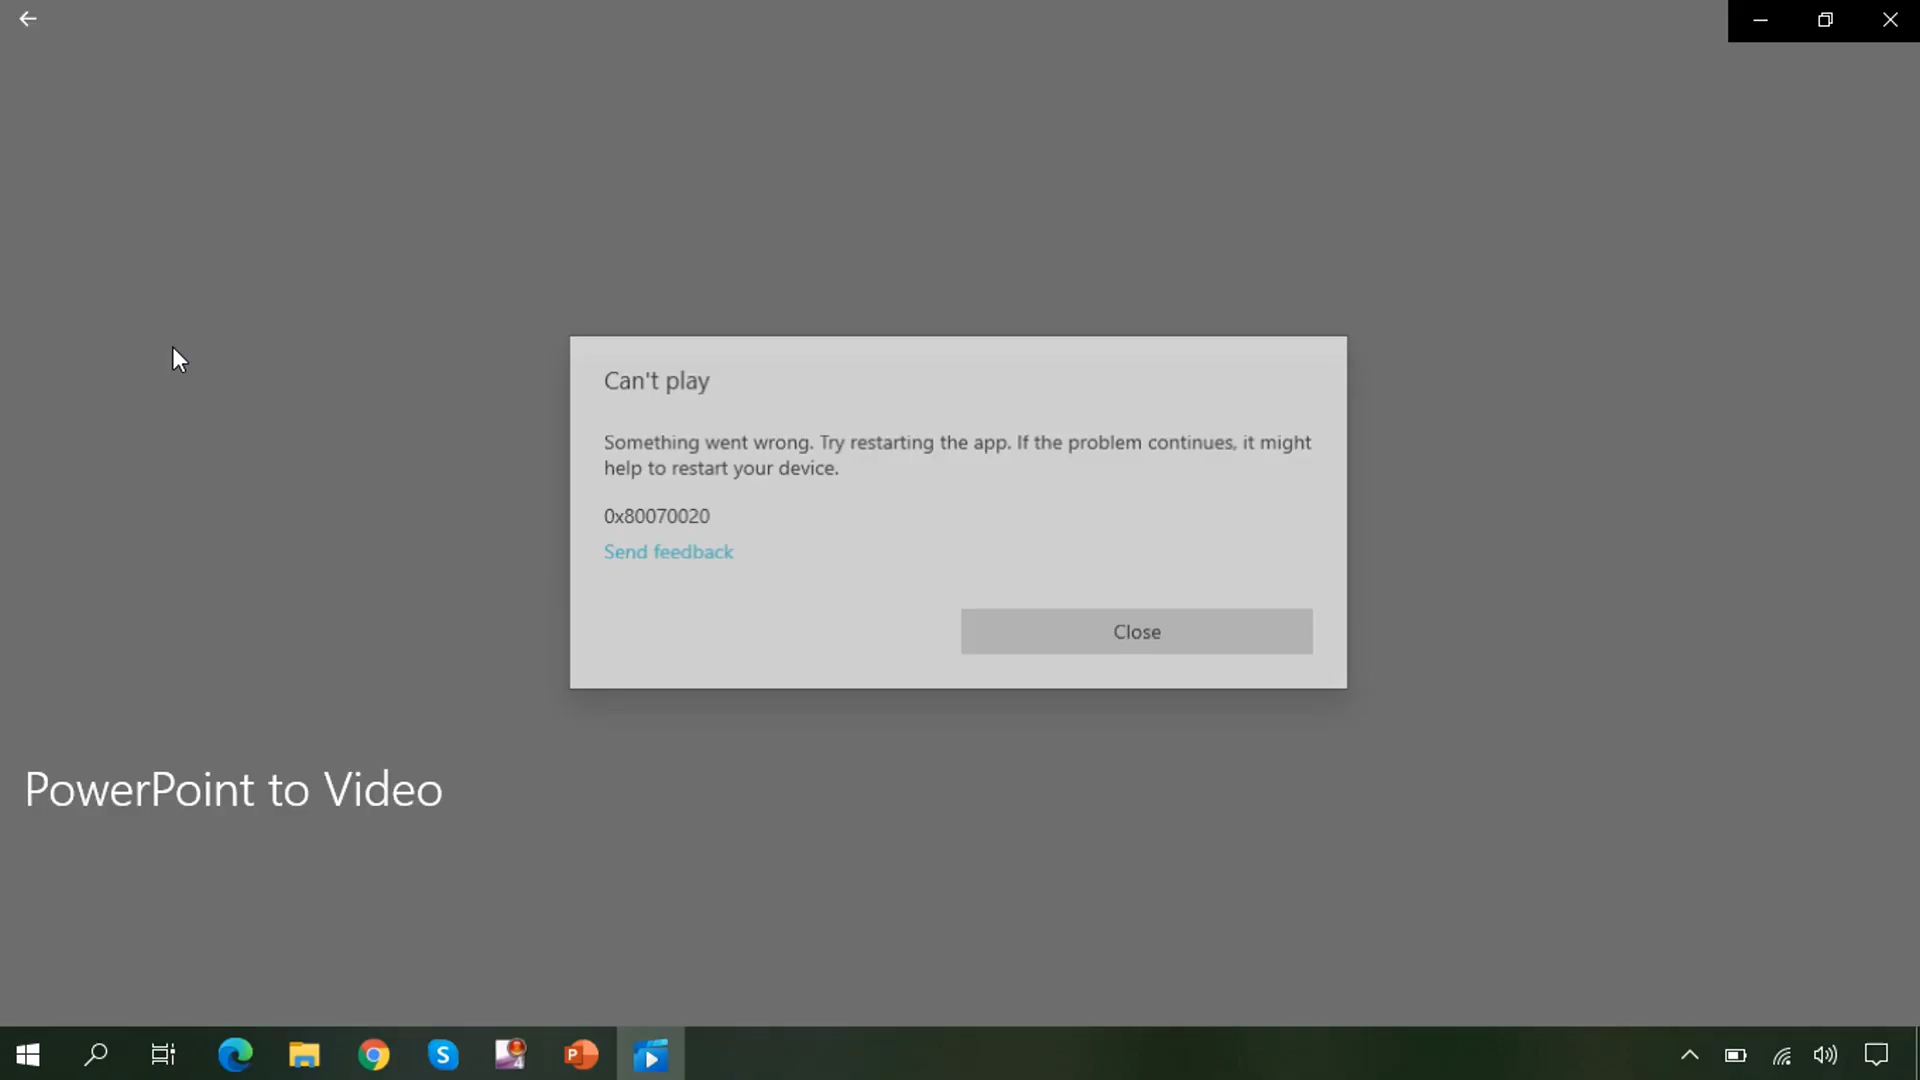 Can't play
Something went wrong. Try restarting the app. If the problem continues, it might
help to restart your device.
0x80070020
Send feedback
Close
PowerPoint to Video
S
4
P